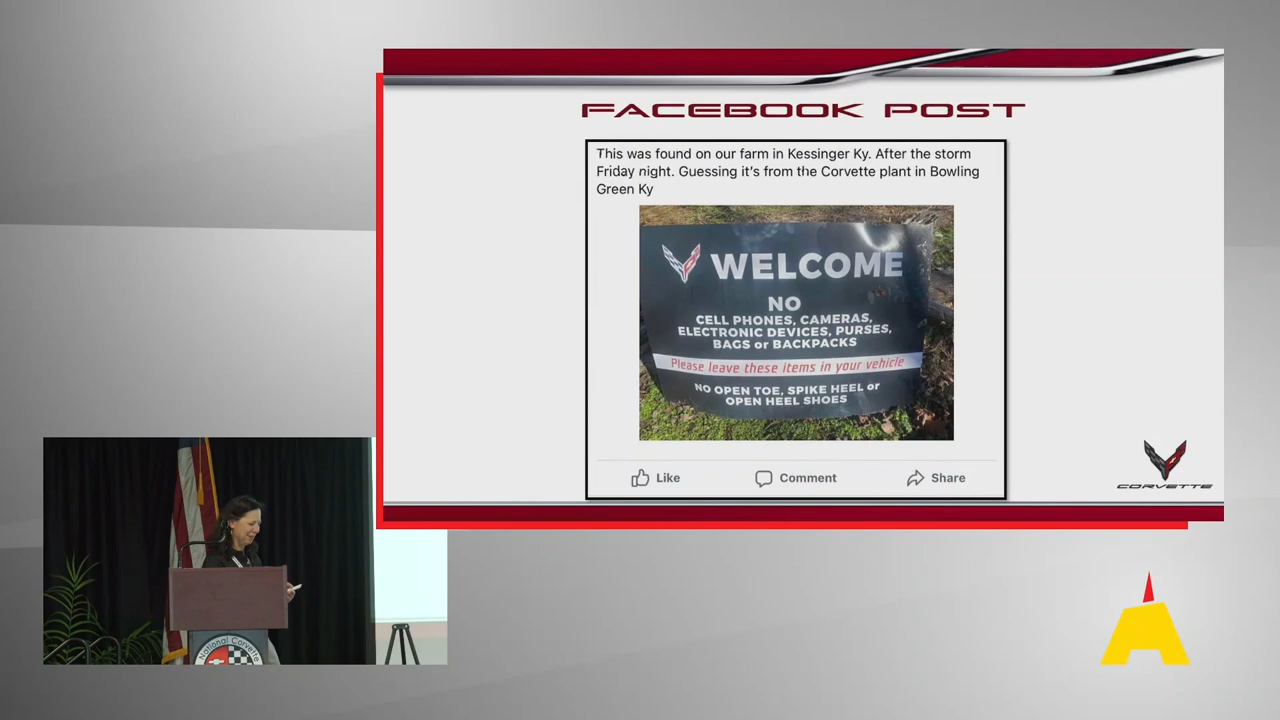 FACEBOOK POST
This was found on our farm in Kessinger Ky. After the storm
Friday night. Guessing it's from the Corvette plant in Bowling
Green Ky
WELCOME
NO
CELL PHONES, CAMERAS,
ELECTRONIC DEVICES, PURSES,
BAGS or BACKPACKS
Please leave these items in your vehicle
NO OPEN TOE, SPIKE HEEL or
OPEN HEEL SHOES
Like
Comment
Share
CORVETTE
National Corvette